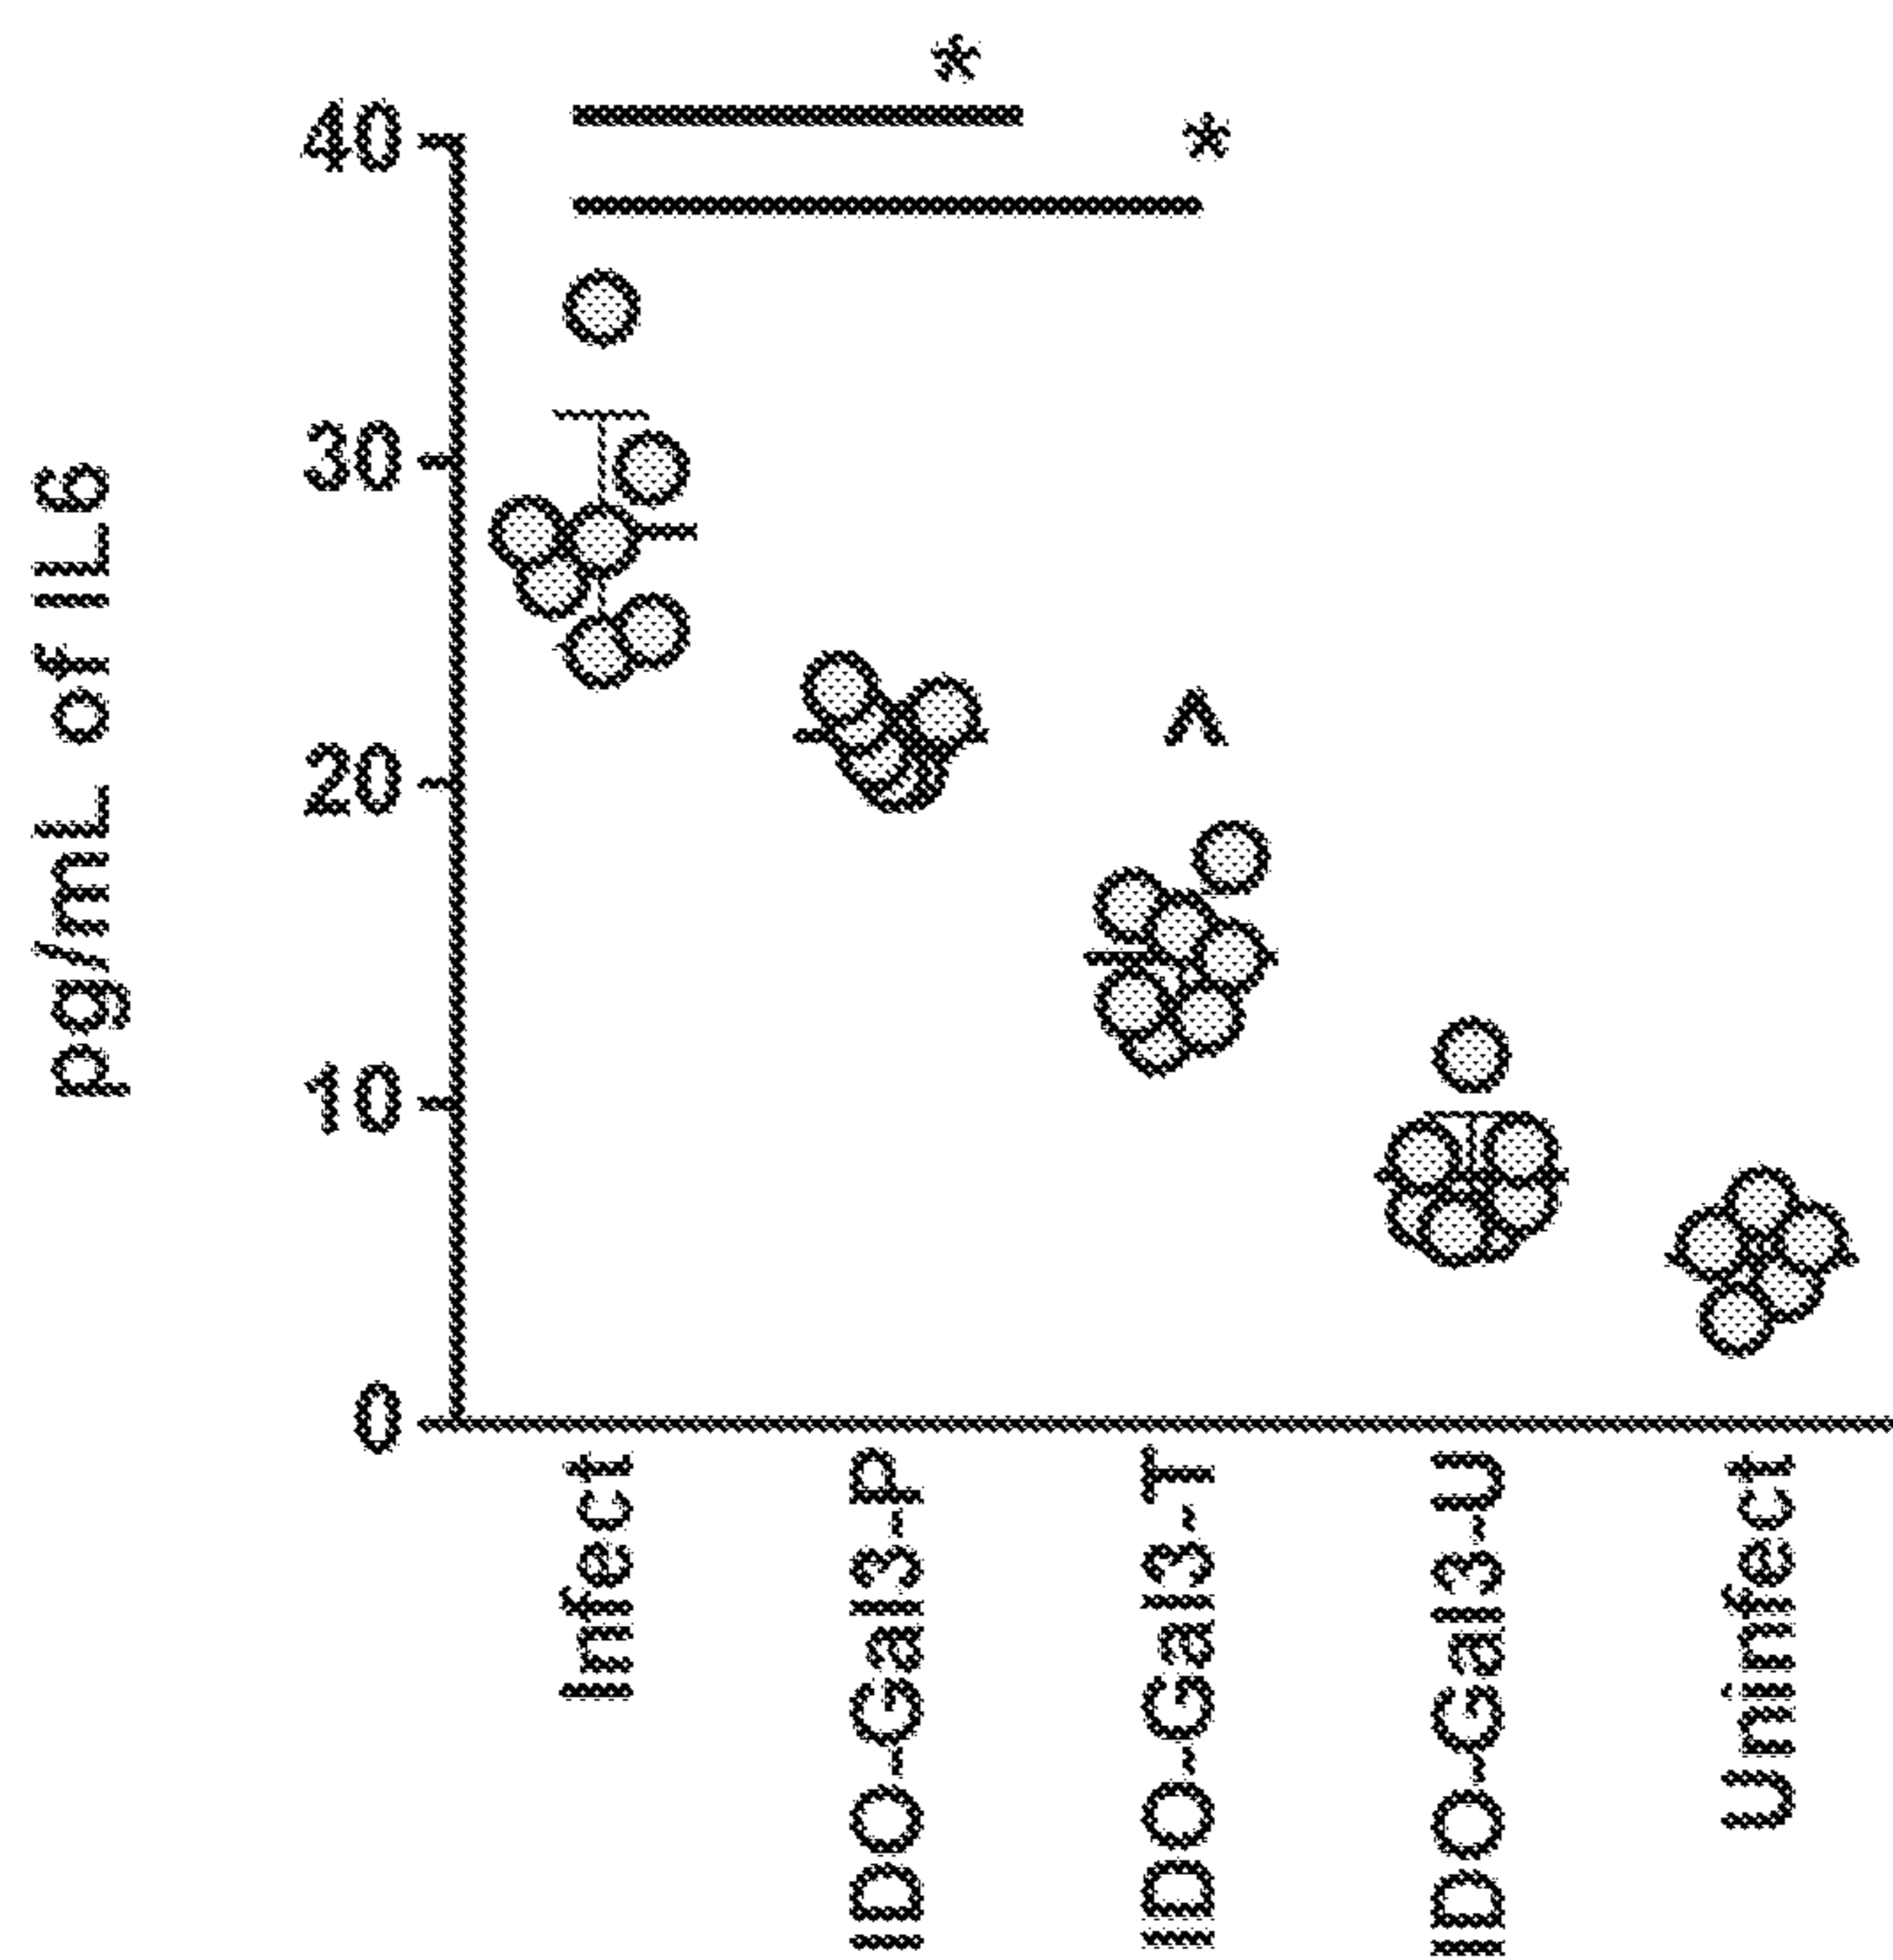 *
*
^
pg/mL of IL6
40
30
20
10
0
Infect
IDO-Gal3-P
IDO-Gal3-T
IDO-Gal3-U
Uninfect